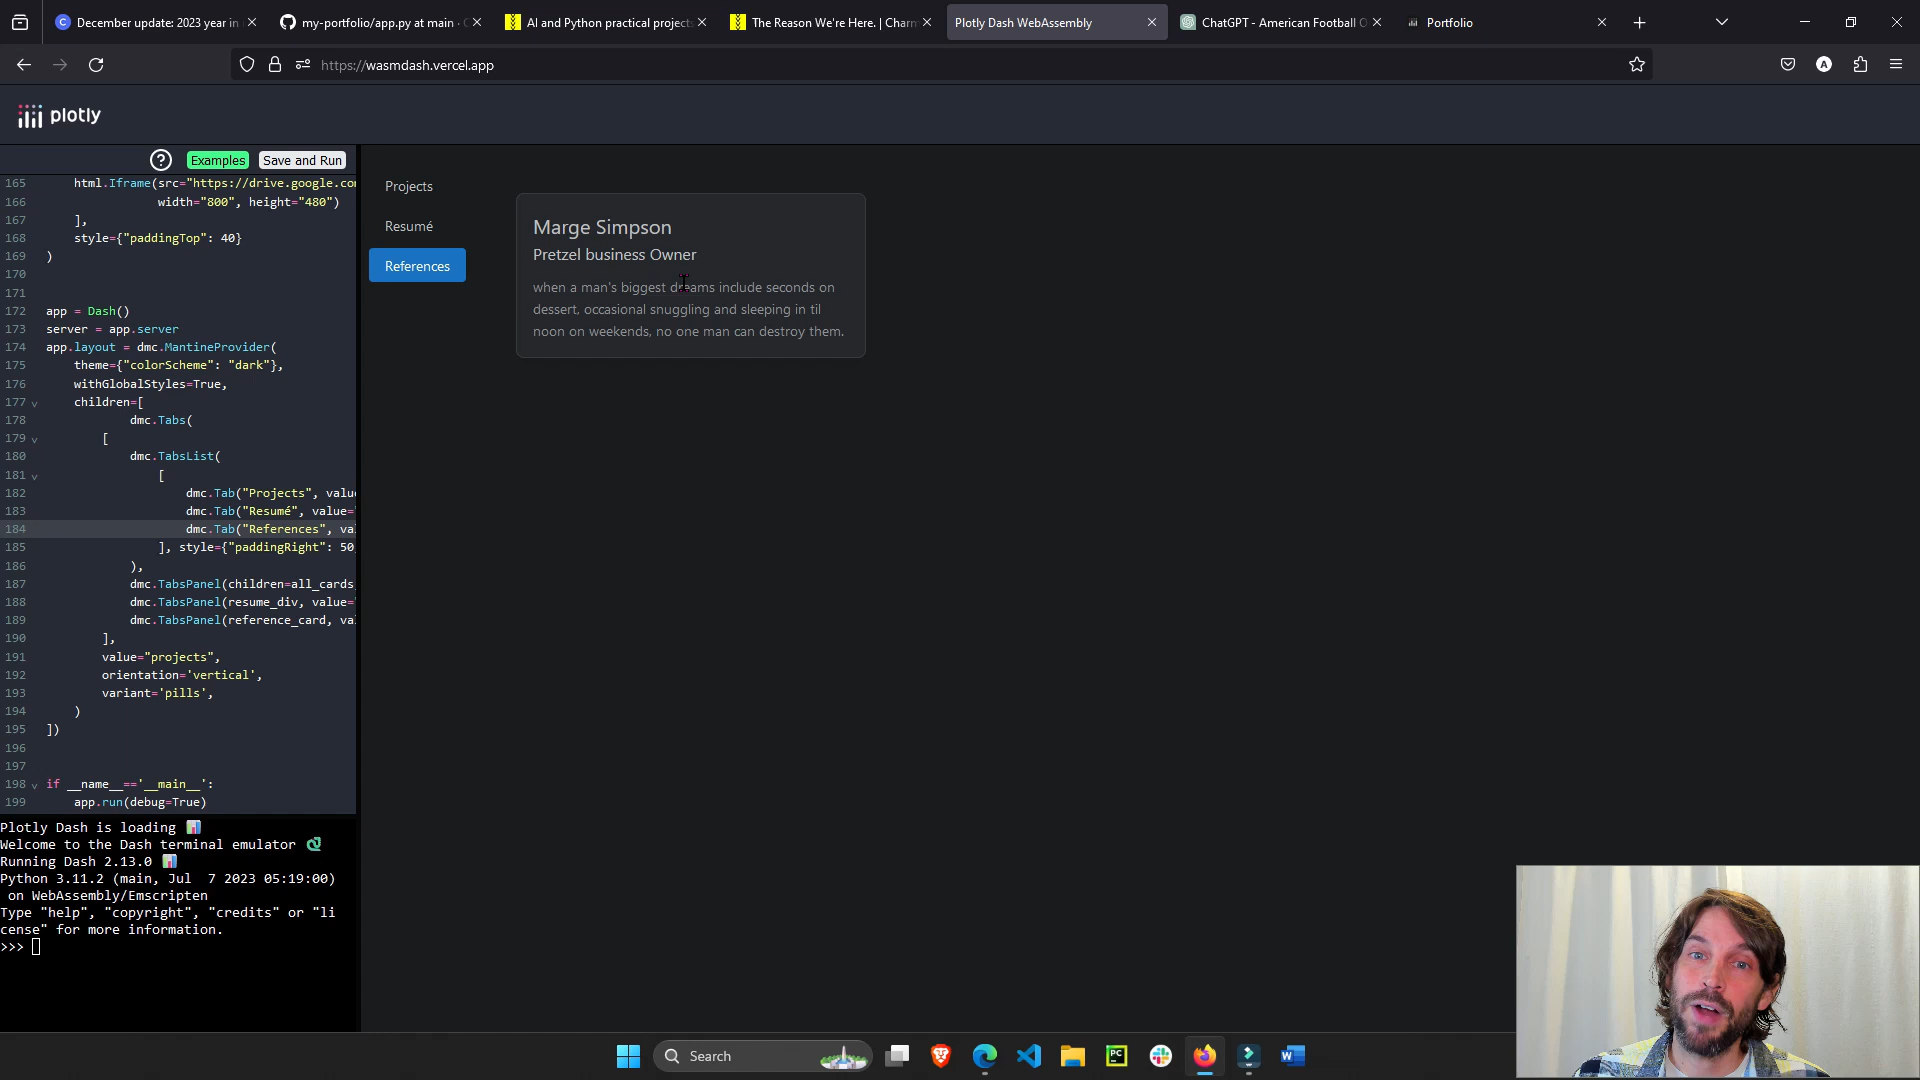 December update: 2023 year in
my-portfolio/app.py at main ·
AI and Python practical projects
The Reason We're Here. | Charm
Plotly Dash WebAssembly
ChatGPT - American Football O
Portfolio
https://wasmdash.vercel.app
A
plotly
Examples
Save and Run
165 html.Iframe(src="https://drive.google.com
166 width="800", height="480")
167 ],
168 style={"paddingTop": 40}
169 )
170
171
172 app = Dash()
173 server = app.server
174 app.layout = dmc.MantineProvider(
175 theme={"colorScheme": "dark"},
176 withGlobalStyles=True,
177 children=[
178 dmc.Tabs(
179 [
180 dmc.TabsList(
181 [
182 dmc.Tab("Projects", value
183 dmc.Tab("Resumé", value="
184 dmc.Tab("References", va
185 ], style={"paddingRight": 50
186 ),
187 dmc.TabsPanel(children=all_cards
188 dmc.TabsPanel(resume_div, value="
189 dmc.TabsPanel(reference_card, va
190 ],
191 value="projects",
192 orientation='vertical',
193 variant='pills',
194 )
195 ])
196
197
198 if __name__=='__main__':
199 app.run(debug=True)
Plotly Dash is loading
Welcome to the Dash terminal emulator
Running Dash 2.13.0
Python 3.11.2 (main, Jul 7 2023 05:19:00)
on WebAssembly/Emscripten
Type "help", "copyright", "credits" or "li
cense" for more information.
>>>
Projects
Resumé
References
Marge Simpson
Pretzel business Owner
when a man's biggest dreams include seconds on
dessert, occasional snuggling and sleeping in til
noon on weekends, no one man can destroy them.
Search
PC
W